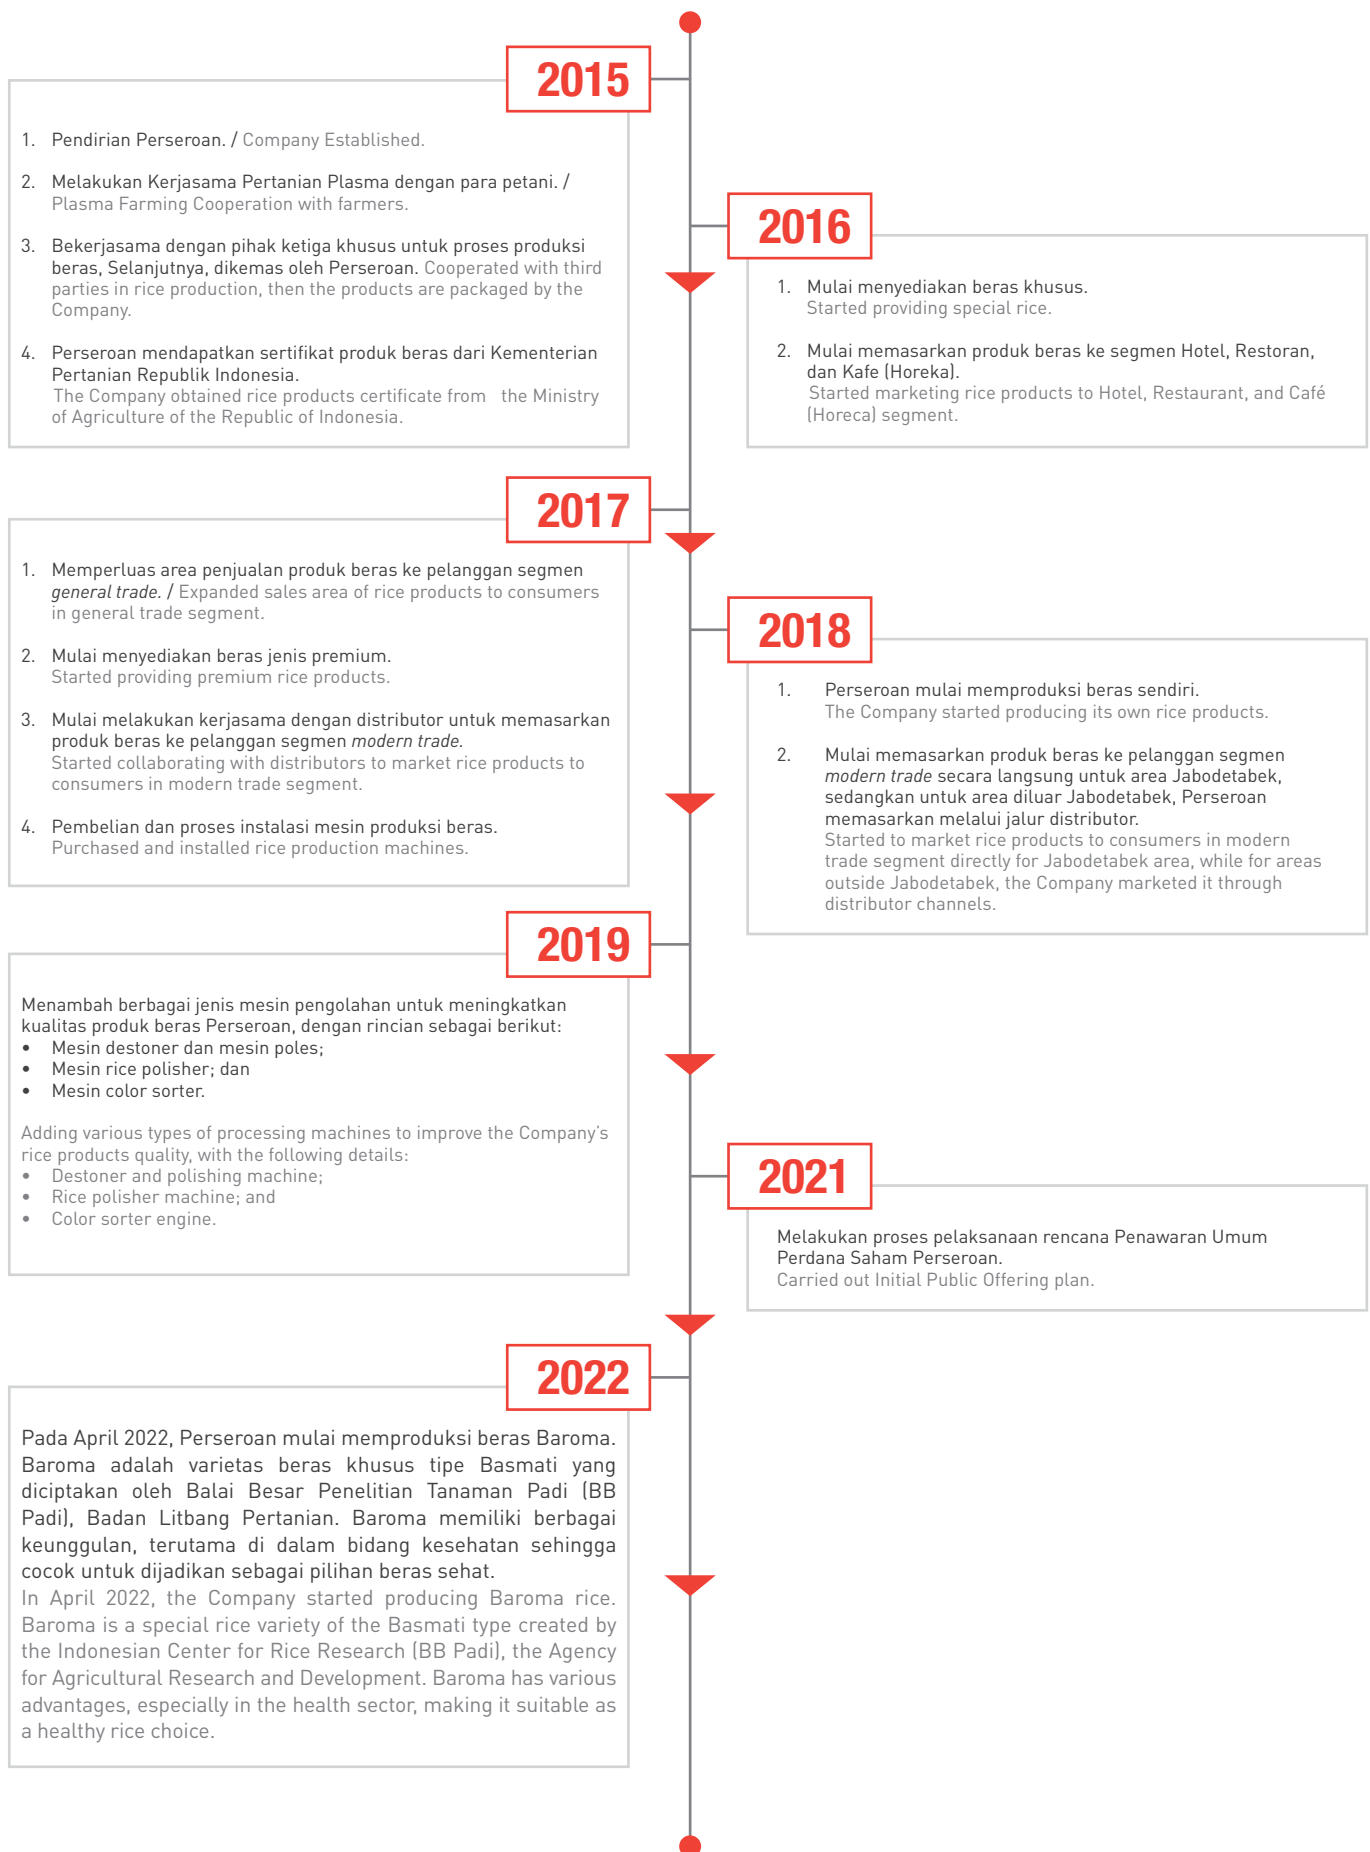 2015
1. Pendirian Perseroan. / Company Established.
2. Melakukan Kerjasama Pertanian Plasma dengan para petani. /
Plasma Farming Cooperation with farmers.
3. Bekerjasama dengan pihak ketiga khusus untuk proses produksi
beras, Selanjutnya, dikemas oleh Perseroan. Cooperated with third
parties in rice production, then the products are packaged by the
Company.
4. Perseroan mendapatkan sertifikat produk beras dari Kementerian
Pertanian Republik Indonesia.
The Company obtained rice products certificate from the Ministry
of Agriculture of the Republic of Indonesia.
2016
1. Mulai menyediakan beras khusus.
Started providing special rice.
2. Mulai memasarkan produk beras ke segmen Hotel, Restoran,
dan Kafe (Horeka).
Started marketing rice products to Hotel, Restaurant, and Café
(Horeca) segment.
2017
1. Memperluas area penjualan produk beras ke pelanggan segmen
general trade. / Expanded sales area of rice products to consumers
in general trade segment.
2. Mulai menyediakan beras jenis premium.
Started providing premium rice products.
3. Mulai melakukan kerjasama dengan distributor untuk memasarkan
produk beras ke pelanggan segmen modern trade.
Started collaborating with distributors to market rice products to
consumers in modern trade segment.
4. Pembelian dan proses instalasi mesin produksi beras.
Purchased and installed rice production machines.
2018
1. Perseroan mulai memproduksi beras sendiri.
The Company started producing its own rice products.
2. Mulai memasarkan produk beras ke pelanggan segmen
modern trade secara langsung untuk area Jabodetabek,
sedangkan untuk area diluar Jabodetabek, Perseroan
memasarkan melalui jalur distributor.
Started to market rice products to consumers in modern
trade segment directly for Jabodetabek area, while for areas
outside Jabodetabek, the Company marketed it through
distributor channels.
2019
Menambah berbagai jenis mesin pengolahan untuk meningkatkan
kualitas produk beras Perseroan, dengan rincian sebagai berikut:
• Mesin destoner dan mesin poles;
• Mesin rice polisher; dan
• Mesin color sorter.
Adding various types of processing machines to improve the Company's
rice products quality, with the following details:
• Destoner and polishing machine;
• Rice polisher machine; and
• Color sorter engine.
2021
Melakukan proses pelaksanaan rencana Penawaran Umum
Perdana Saham Perseroan.
Carried out Initial Public Offering plan.
2022
Pada April 2022, Perseroan mulai memproduksi beras Baroma.
Baroma adalah varietas beras khusus tipe Basmati yang
diciptakan oleh Balai Besar Penelitian Tanaman Padi (BB
Padi), Badan Litbang Pertanian. Baroma memiliki berbagai
keunggulan, terutama di dalam bidang kesehatan sehingga
cocok untuk dijadikan sebagai pilihan beras sehat.
In April 2022, the Company started producing Baroma rice.
Baroma is a special rice variety of the Basmati type created by
the Indonesian Center for Rice Research (BB Padi), the Agency
for Agricultural Research and Development. Baroma has various
advantages, especially in the health sector, making it suitable as
a healthy rice choice.